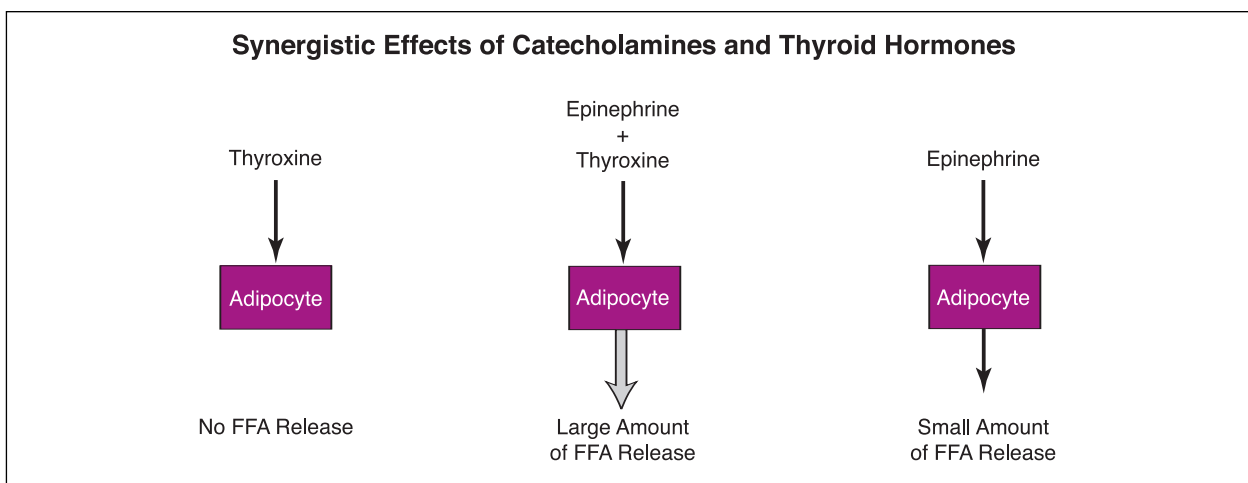 Synergistic Effects of Catecholamines and Thyroid Hormones
Thyroxine
Adipocyte
No FFA Release
Epinephrine
+
Thyroxine
Adipocyte
Large Amount
of FFA Release
Epinephrine
Adipocyte
Small Amount
of FFA Release